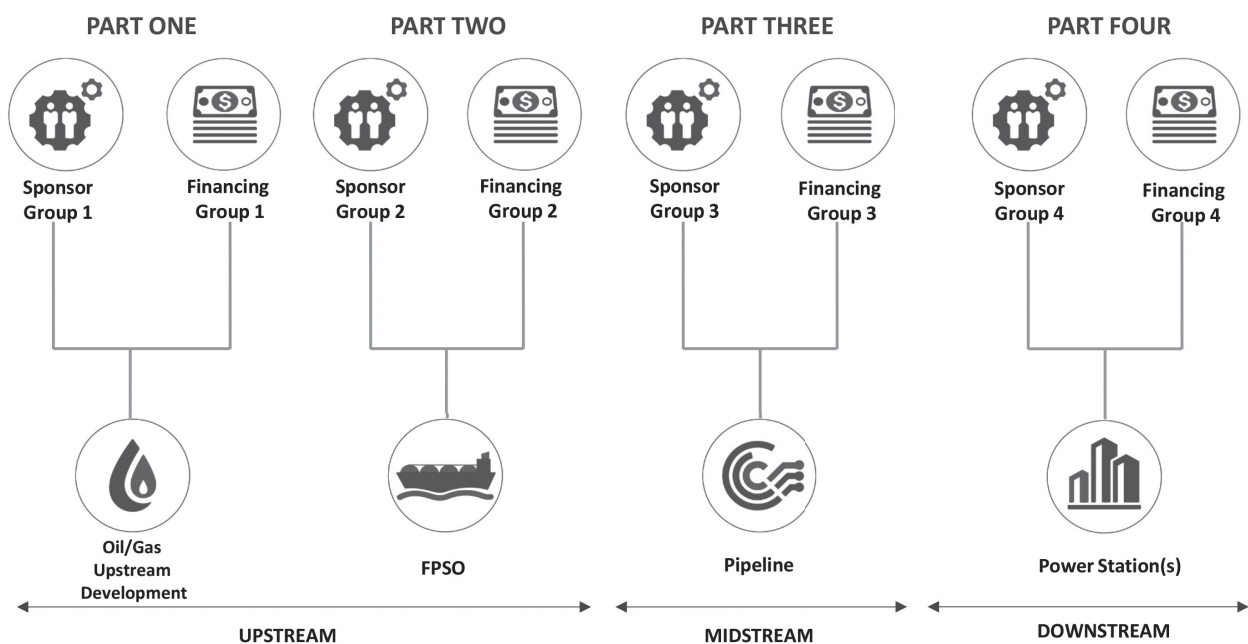 PART ONE
PART TWO
PART THREE
PART FOUR
$
$
$
$
Sponsor
Group 1
Financing
Group 1
Sponsor
Group 2
Financing
Group 2
Sponsor
Group 3
Financing
Group 3
Sponsor
Group 4
Financing
Group 4
Oil/Gas
Upstream
Development
FPSO
Pipeline
Power Station(s)
UPSTREAM
MIDSTREAM
DOWNSTREAM